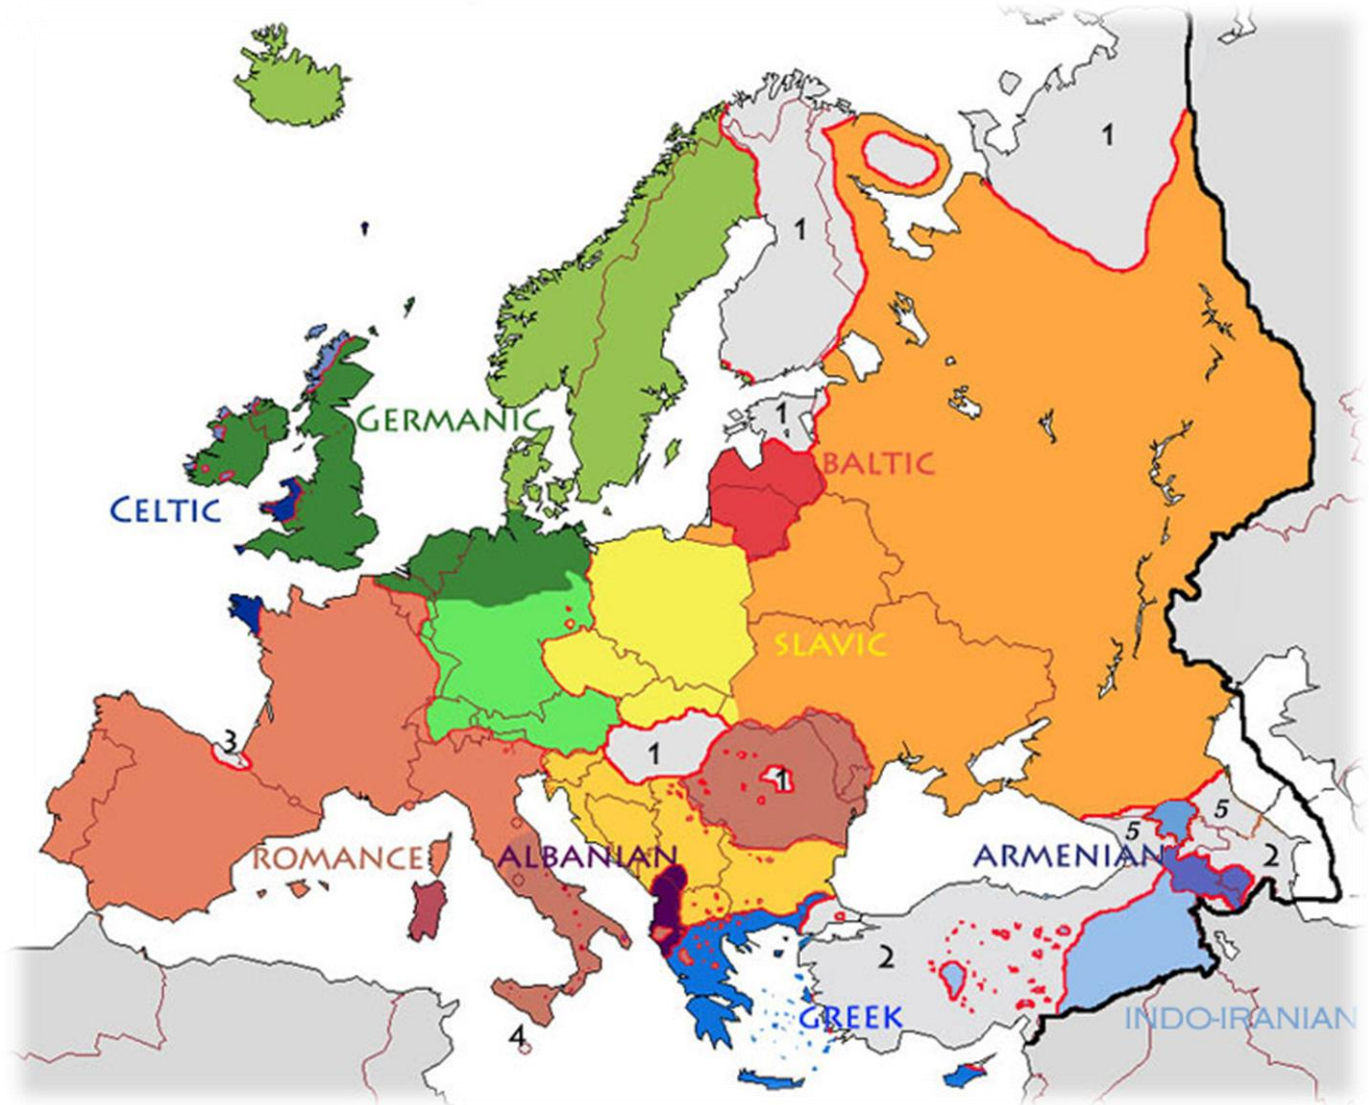 1
1
GERMANIC
1
BALTIC
CELTIC
SLAVIC
3
1
1
5
5
ROMANCE
ALBANIAN
ARMENIAN
2
2
GREEK
INDO-IRANIAN
4